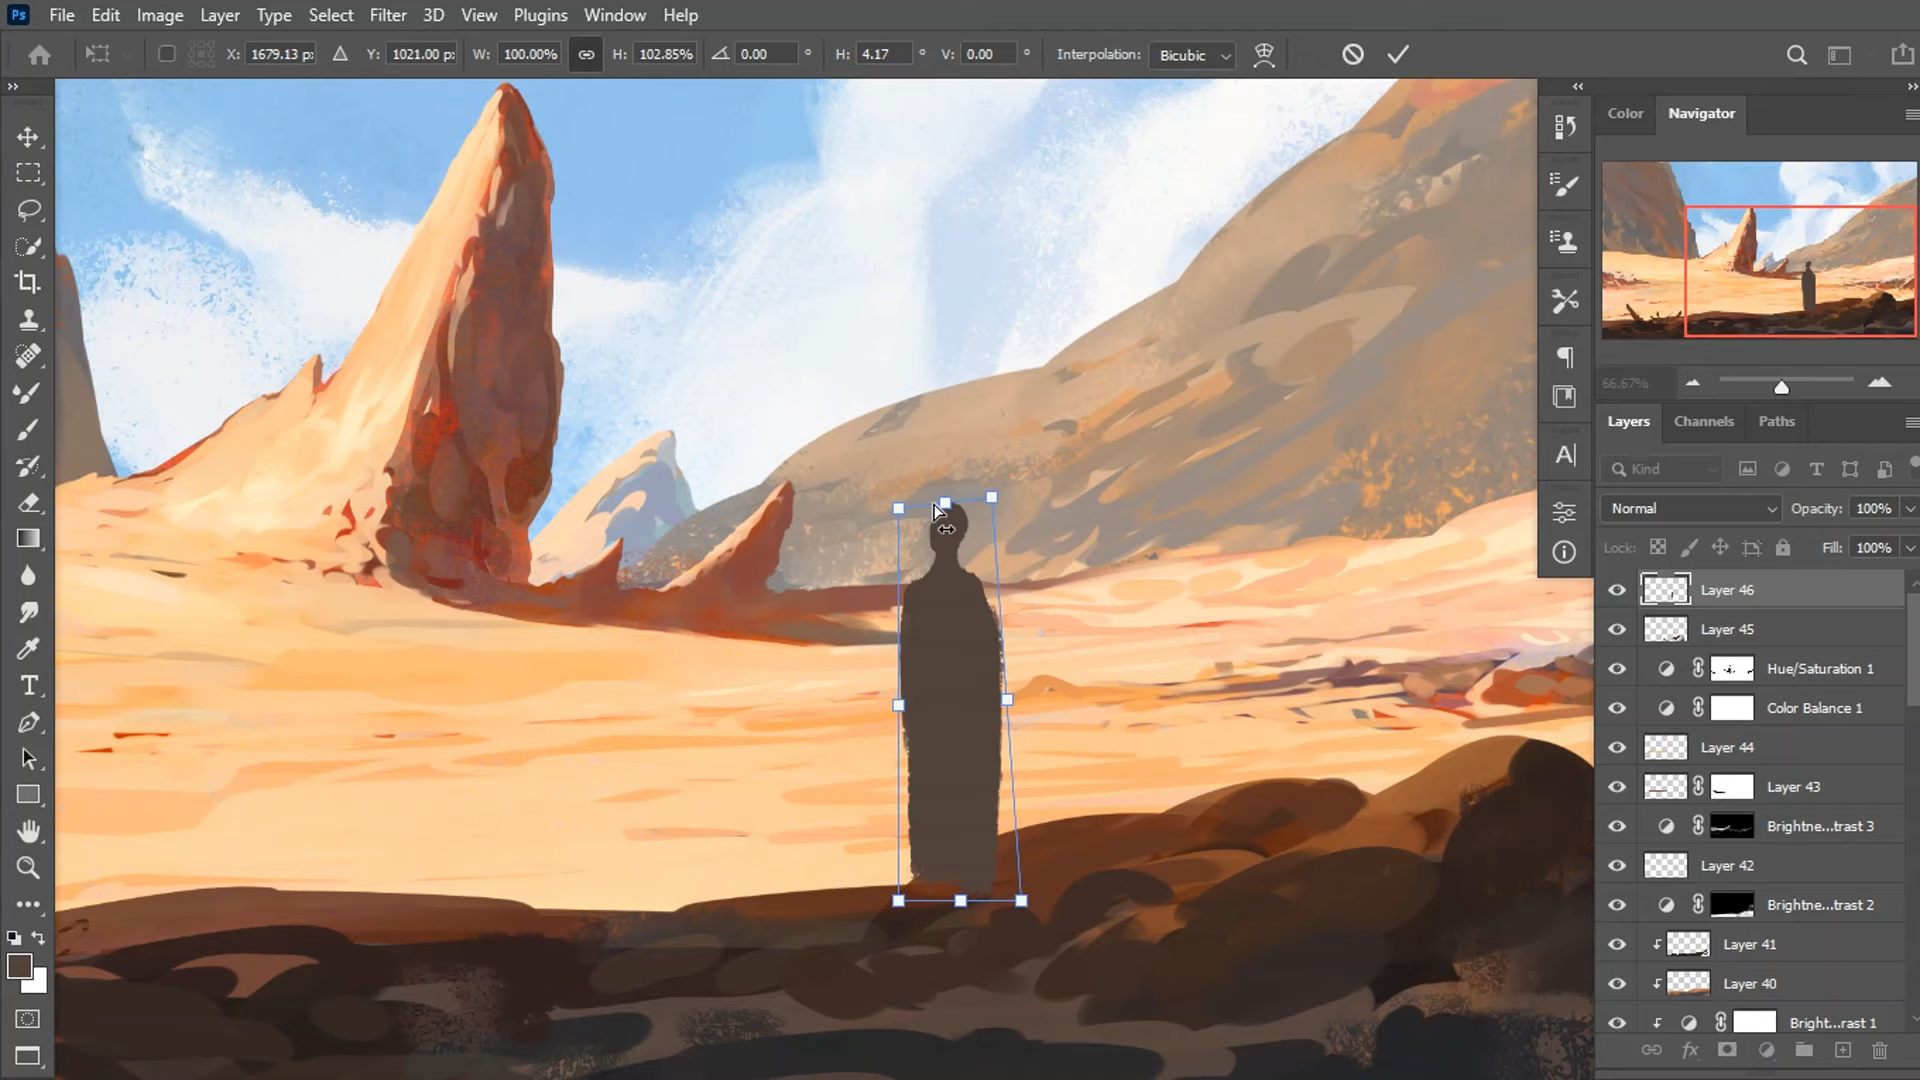 Ps File Edit Image Layer Type Select Filter 3D View Plugins Window Help
X: 1679.13 p Y: 1021.00 p W: 100.00% H: 102.85% 0.00 ° H: 4.17 ° V: 0.00 ° Interpolation: Bicubic
Color Navigator
66.67%
Layers Channels Paths
Kind
Normal Opacity: 100%
Lock: Fill: 100%
Layer 46
Layer 45
Hue/Saturation 1
Color Balance 1
Layer 44
Layer 43
Brightne...trast 3
Layer 42
Brightne...trast 2
Layer 41
Layer 40
Bright...rast 1